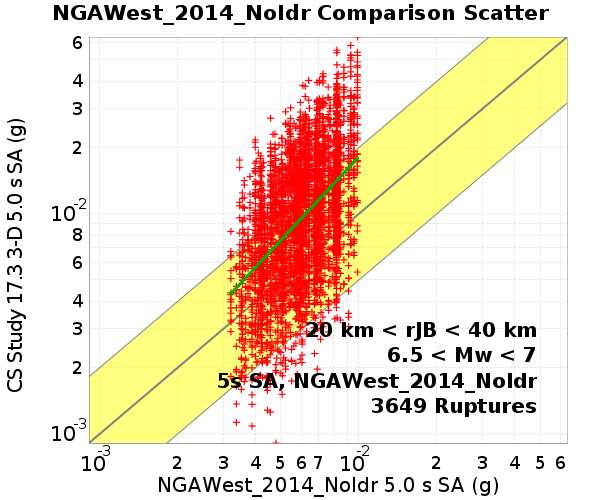 NGAWest_2014_NoIdr Comparison Scatter
CS Study 17.3 3-D 5.0 s SA (g)
6
4
3
2
10-2
8
6
4
3
2
10-3
20 km < rJB < 40 km
6.5 < Mw < 7
5s SA, NGAWest_2014_NoIdr
3649 Ruptures
10-3 2 3 4 5 6 7 10-2 2 3 4 5 6
NGAWest_2014_NoIdr 5.0 s SA (g)